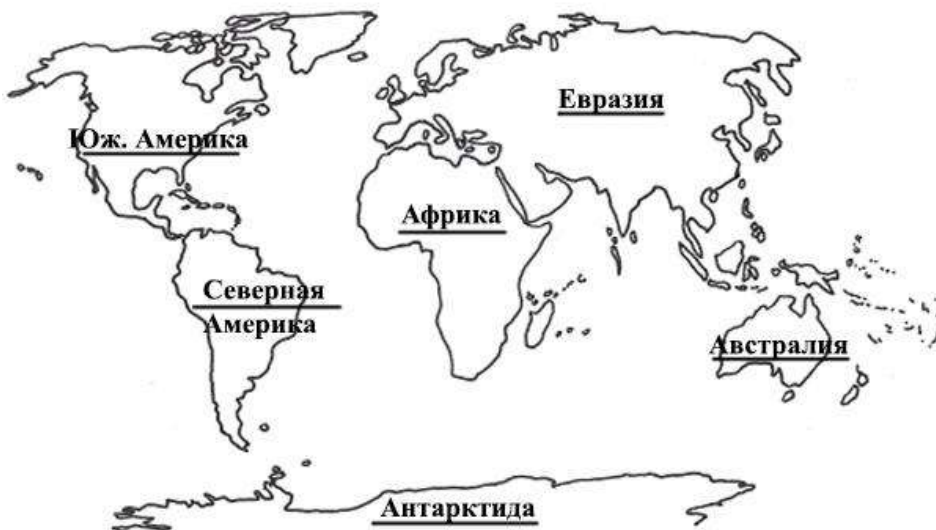 Евразия
Юж. Америка
Африка
Северная
Америка
Австралия
Антарктида